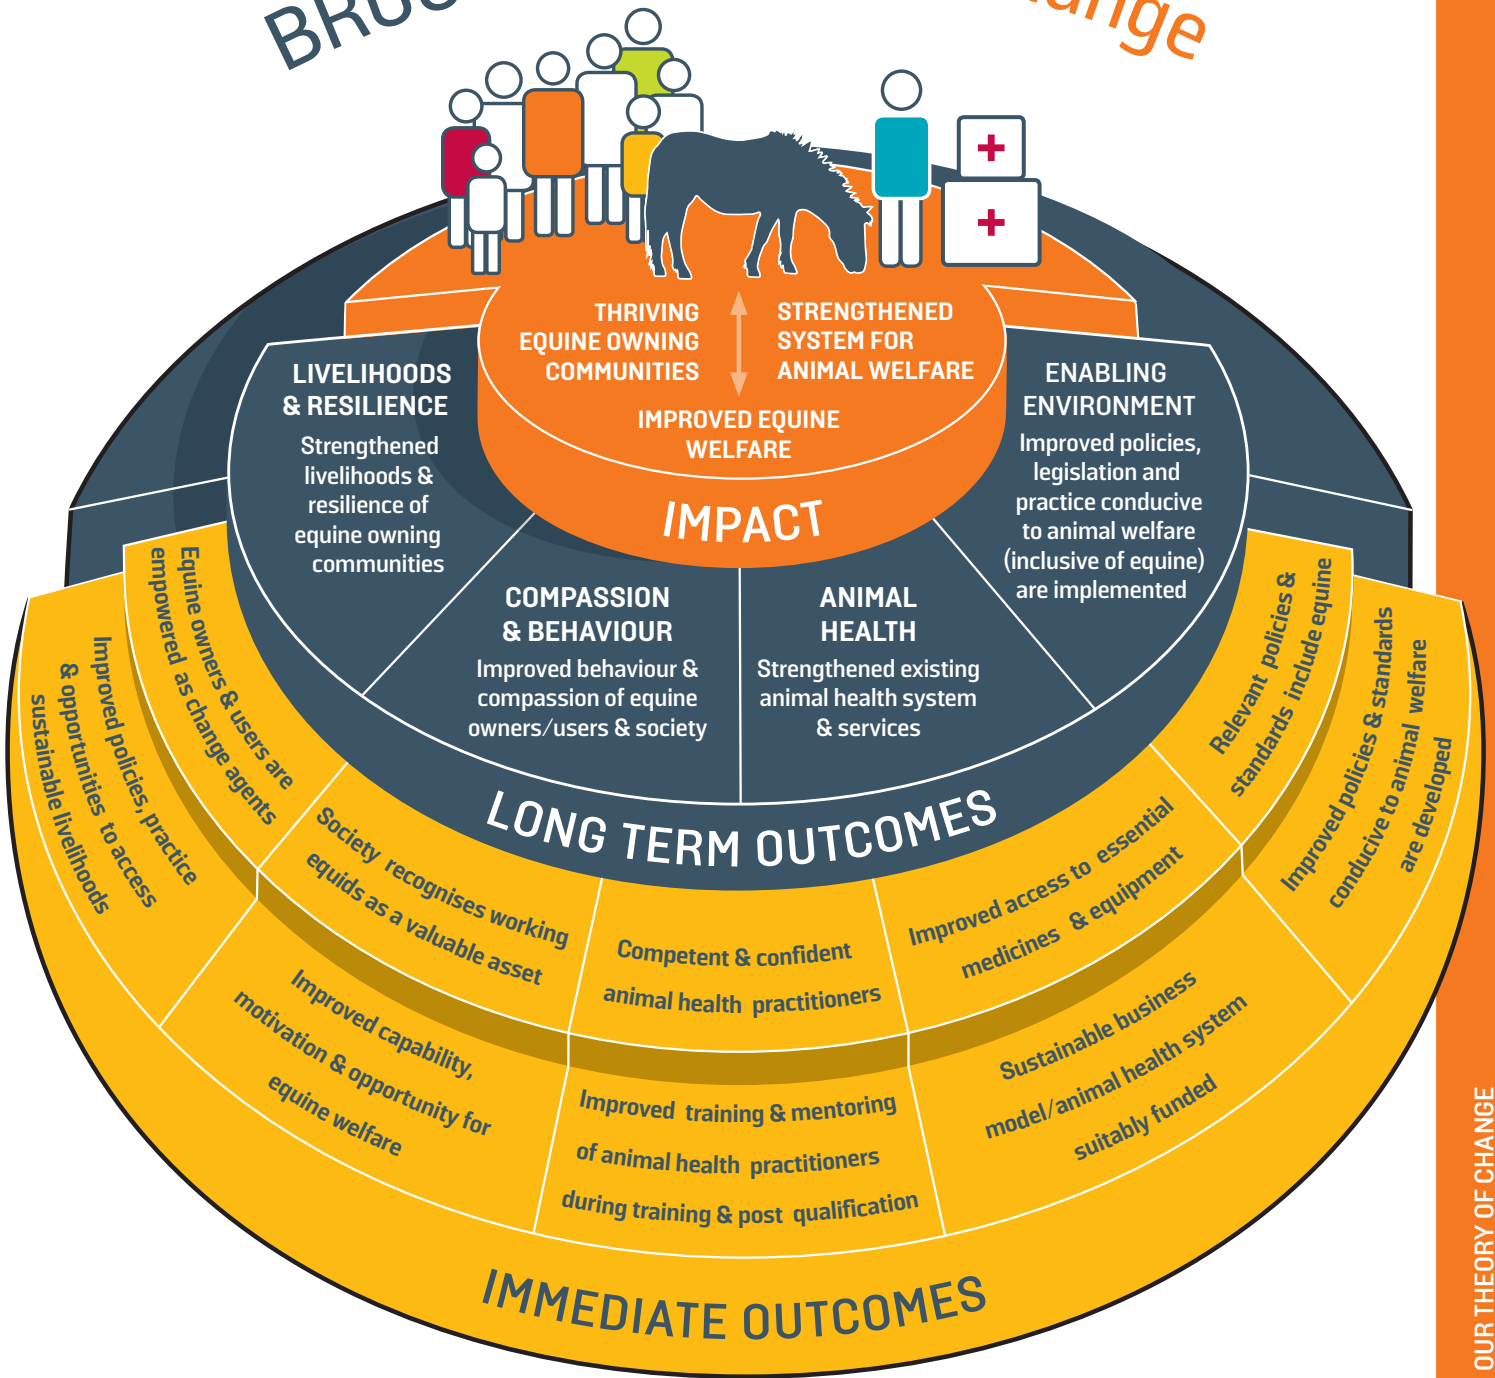 THRIVING
EQUINE OWNING
COMMUNITIES
STRENGTHENED
SYSTEM FOR
ANIMAL WELFARE
IMPROVED EQUINE
WELFARE
IMPACT
LIVELIHOODS
& RESILIENCE
Strengthened
livelihoods &
resilience of
equine owning
communities
COMPASSION
& BEHAVIOUR
Improved behaviour &
compassion of equine
owners/users & society
ANIMAL
HEALTH
Strengthened existing
animal health system
& services
ENABLING
ENVIRONMENT
Improved policies,
legislation and
practice conducive
to animal welfare
(inclusive of equine)
are implemented
LONG TERM OUTCOMES
Equine owners & users are
empowered as change agents
Society recognises working
equids as a valuable asset
Competent & confident
animal health practitioners
Improved access to essential
medicines & equipment
Relevant policies &
standards include equine
Improved policies, practice
& opportunities to access
sustainable livelihoods
Improved capability,
motivation & opportunity for
equine welfare
Improved training & mentoring
of animal health practitioners
during training & post qualification
Sustainable business
model/animal health system
suitably funded
Improved policies & standards
conducive to animal welfare
are developed
IMMEDIATE OUTCOMES
OUR THEORY OF CHANGE